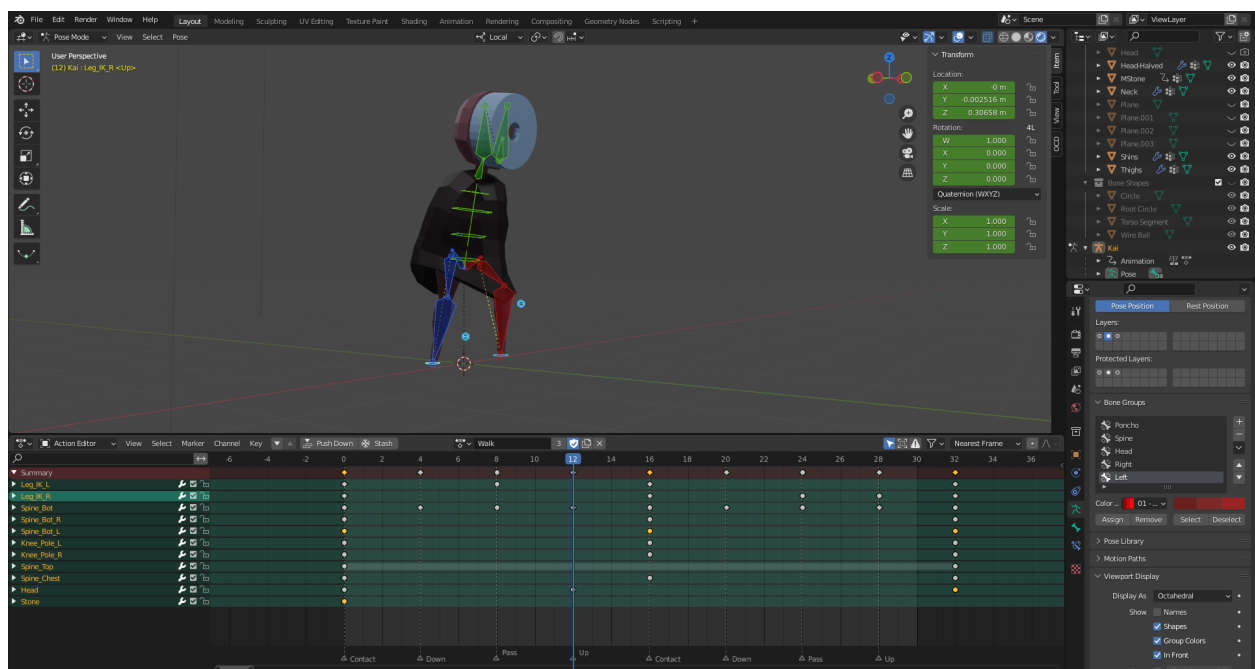 File Edit Render Window Help Layout Modeling Sculpting UV Editing Texture Paint Shading Animation Rendering Compositing Geometry Nodes Scripting + Scene ViewLayer
Pose Mode View Select Pose Local
User Perspective
(12) Kai : Leg_IK_R <Up>
Z
Transform
Location:
X -0 m
Y -0.002516 m
Z 0.30658 m
Rotation: 4L
W 1.000
X 0.000
Y 0.000
Z 0.000
Quaternion (WXYZ)
Scale:
X 1.000
Y 1.000
Z 1.000
Item
Tool
View
OCD
Head
Head-Halved
MStone
Neck
Plane
Plane.001
Plane.002
Plane.003
Shins
Thighs
Bone Shapes
Circle
Root Circle
Torso Segment
Wire Ball
Kai
Animation
Pose
Pose Position Rest Position
Layers:
Protected Layers:
Bone Groups
Poncho
Spine
Head
Right
Left
Color ... 01 - ...
Assign Remove Select Deselect
Pose Library
Motion Paths
Viewport Display
Display As Octahedral
Show Names
Shapes
Group Colors
In Front
Action Editor View Select Marker Channel Key Push Down Stash Walk 3 Nearest Frame
-6 -4 0 4 6 8 10 12 14 16 18 20 22 24 26 28 30 32 34 36
Summary
Leg_IK_L
Leg_IK_R
Spine_Bot
Spine_Bot_R
Spine_Bot_L
Knee_Pole_L
Knee_Pole_R
Spine_Top
Spine_Chest
Head
Stone
Contact Down Pass Up Contact Down Pass Up